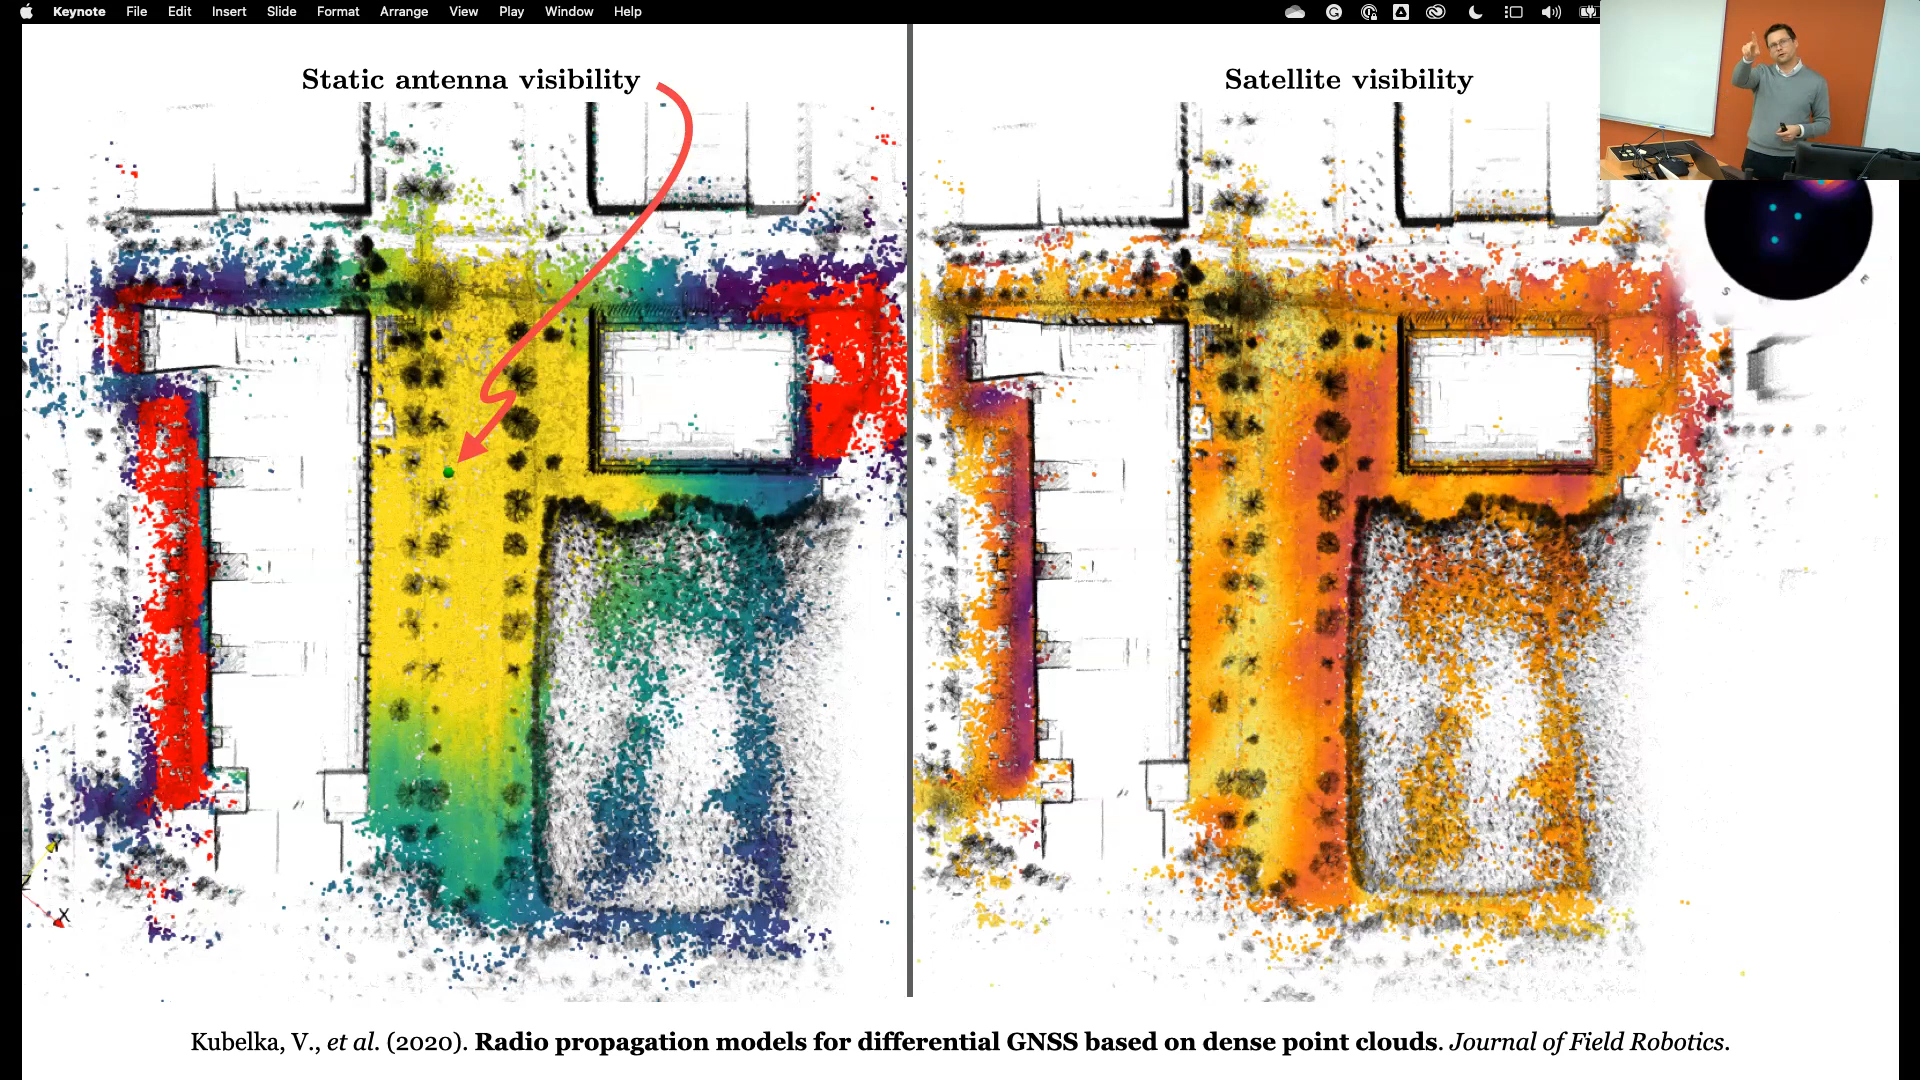 Keynote File Edit Insert Slide Format Arrange View Play Window Help
Static antenna visibility
Satellite visibility
S
E
X
Kubelka, V., et al. (2020). Radio propagation models for differential GNSS based on dense point clouds. Journal of Field Robotics.